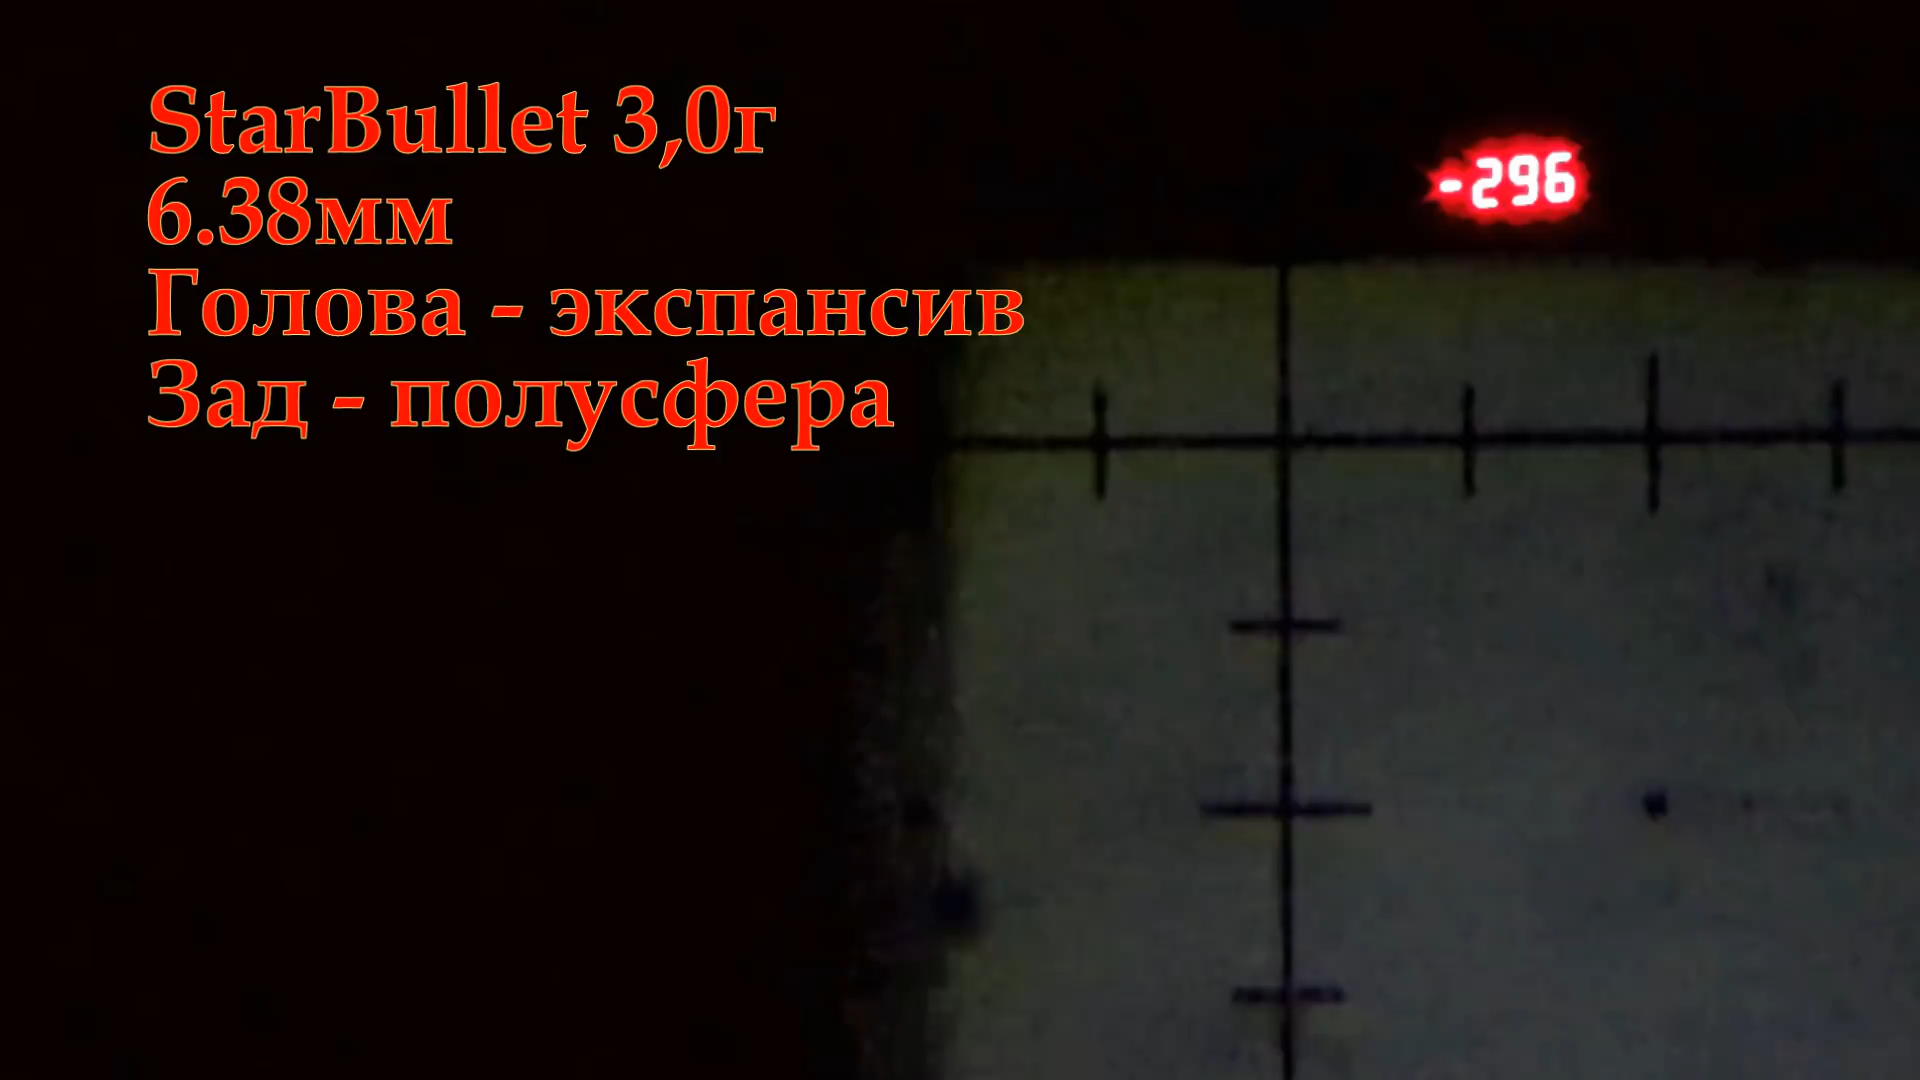 StarBullet 3,0г
-296
6.38мм
Голова - экспансив
Зад - полусфера